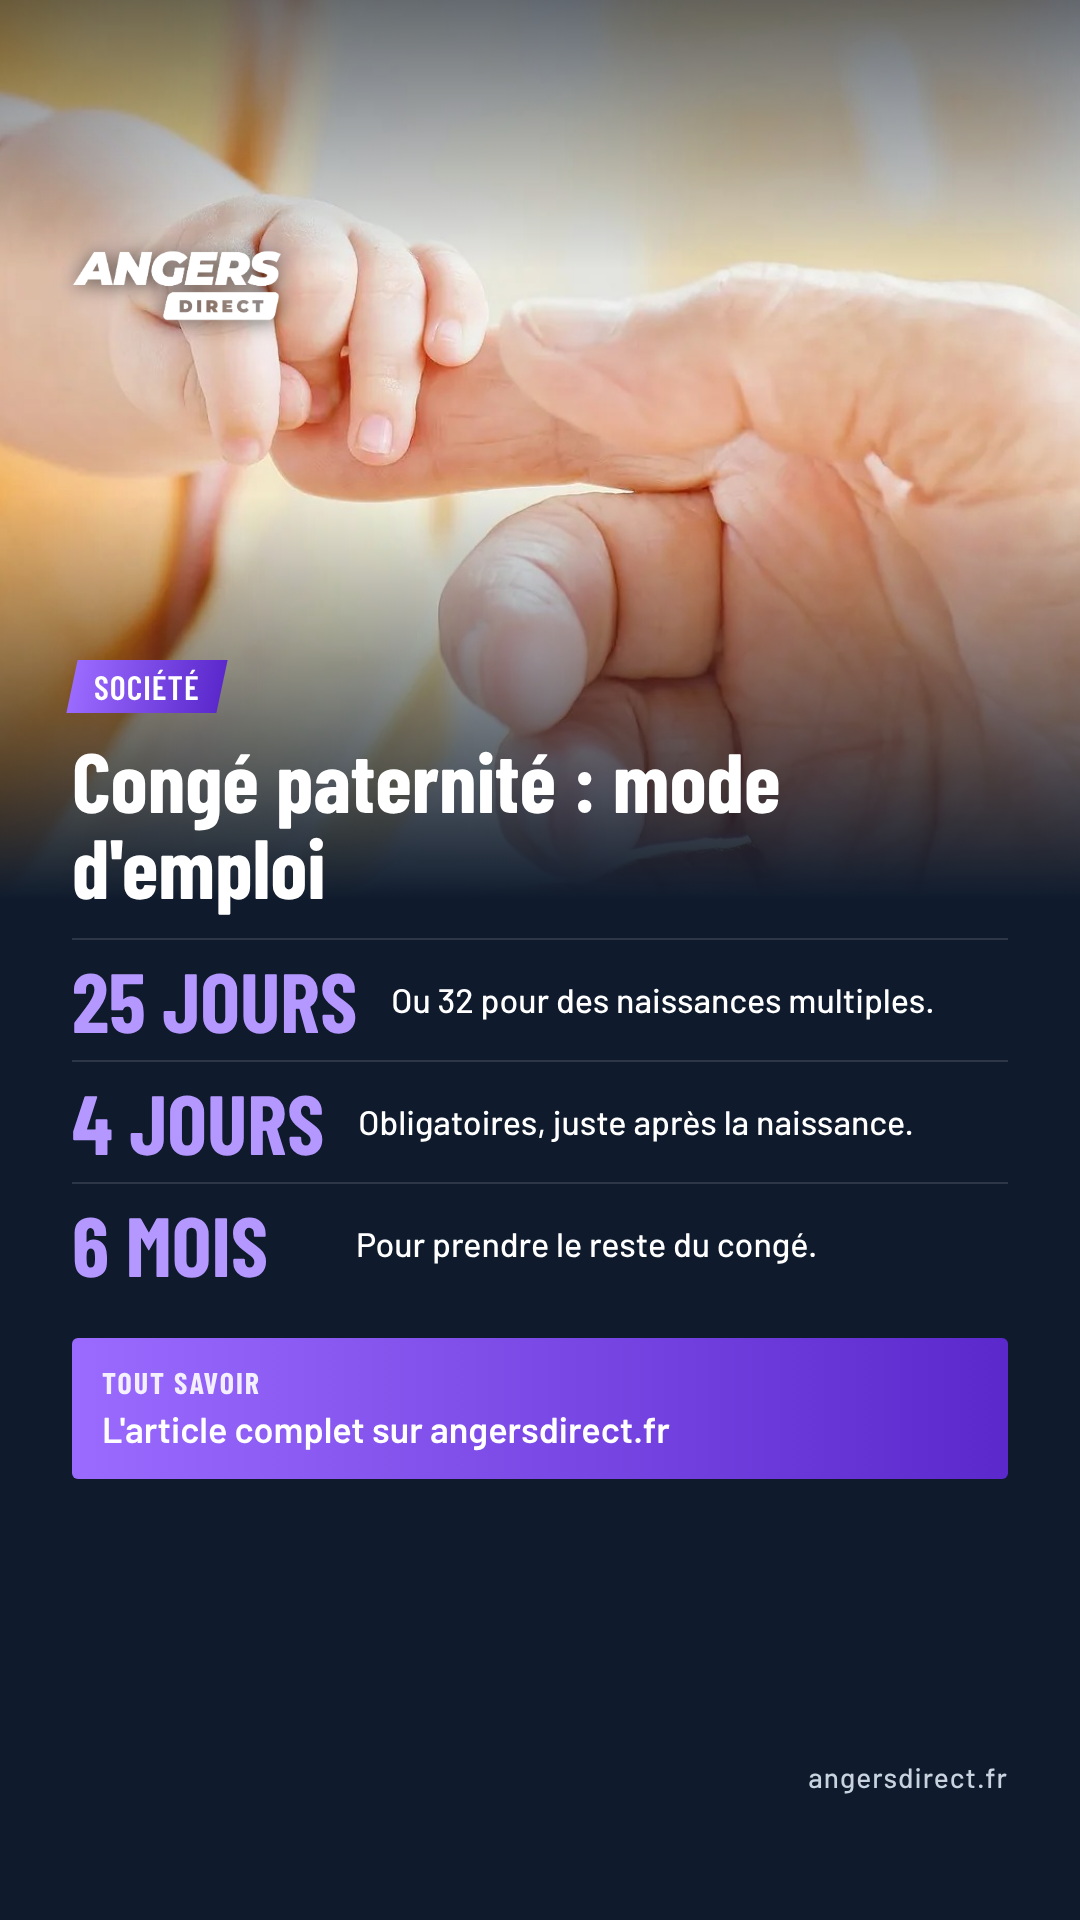 ANGERS
DIRECT
SOCIÉTÉ
Congé paternité : mode
d'emploi
25 JOURS Ou 32 pour des naissances multiples.
4 JOURS Obligatoires, juste après la naissance.
6 MOIS Pour prendre le reste du congé.
TOUT SAVOIR
L'article complet sur angersdirect.fr
angersdirect.fr